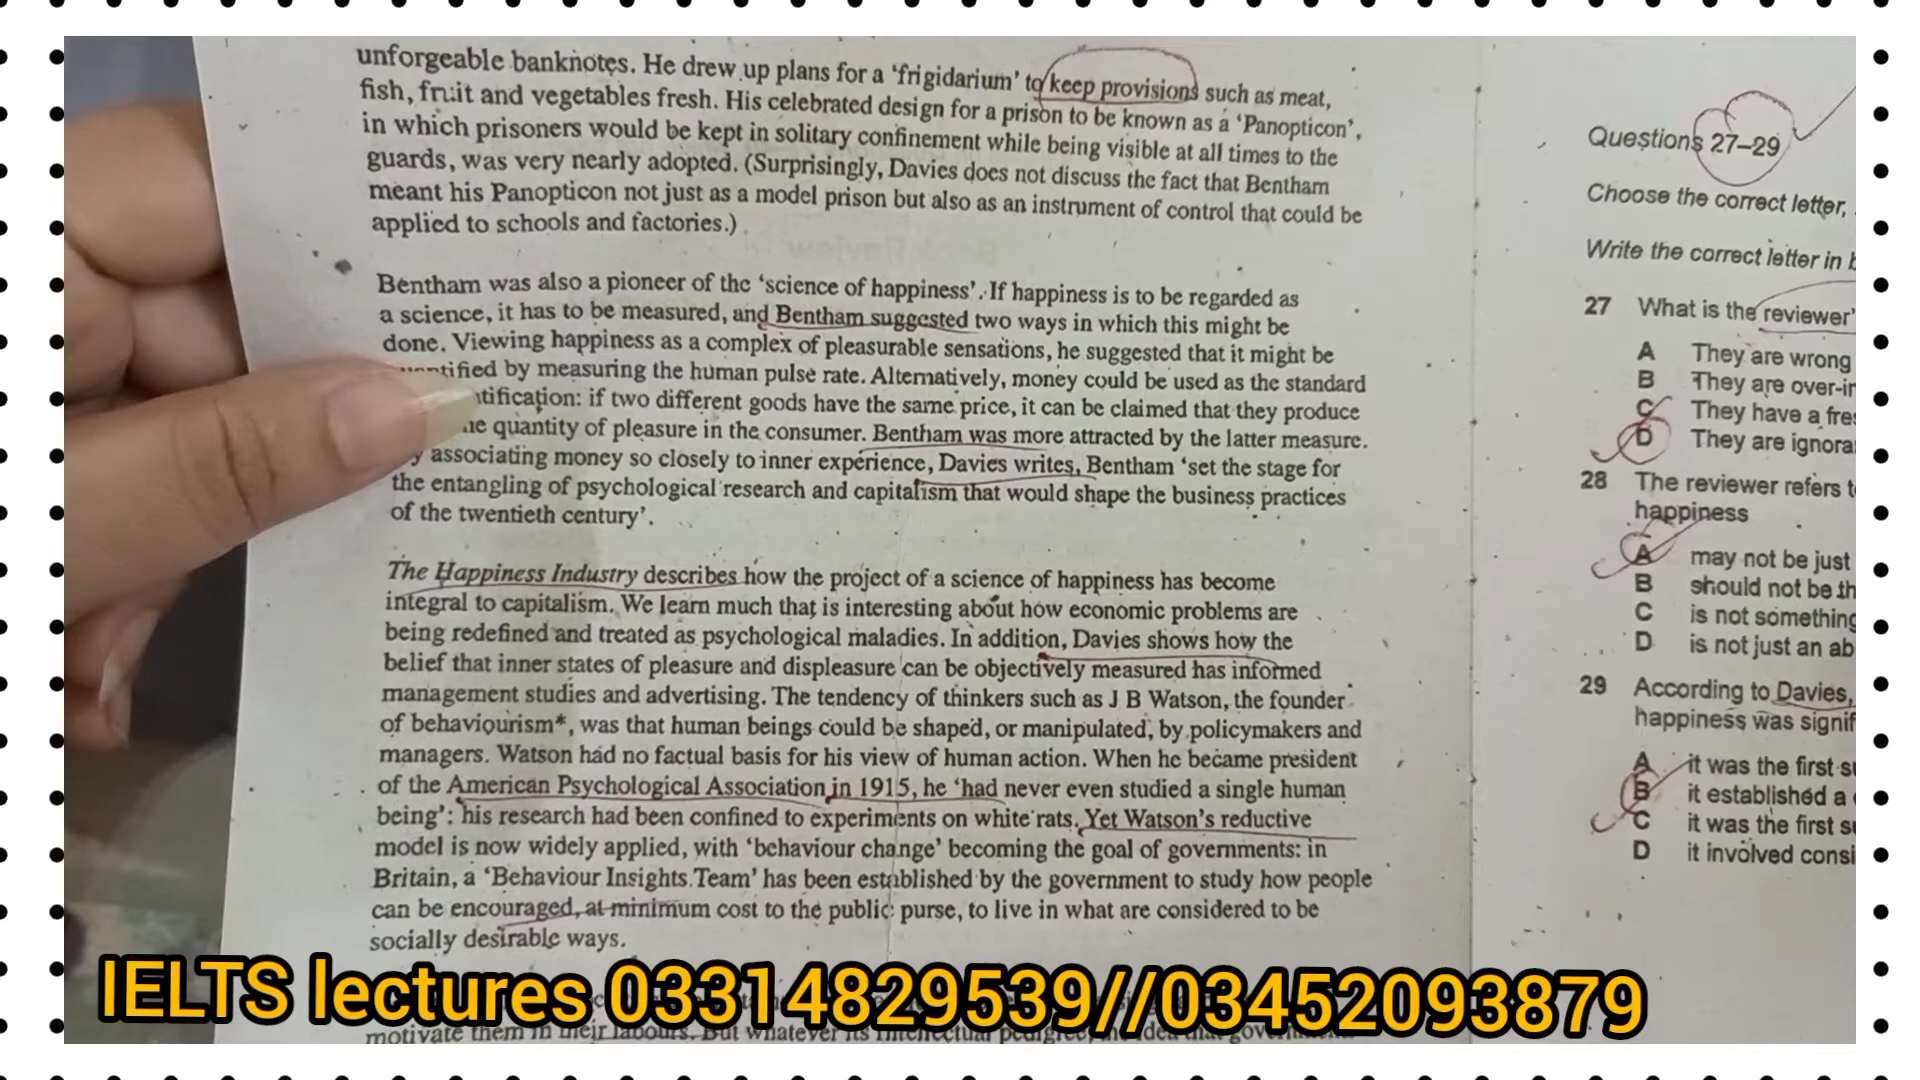 unforgeable banknotes. He drew up plans for a ‘frigidarium’ to keep provisions such as meat,
fish, fruit and vegetables fresh. His celebrated design for a prison to be known as a ‘Panopticon’,
in which prisoners would be kept in solitary confinement while being visible at all times to the
guards, was very nearly adopted. (Surprisingly, Davies does not discuss the fact that Bentham
meant his Panopticon not just as a model prison but also as an instrument of control that could be
applied to schools and factories.)
Bentham was also a pioneer of the ‘science of happiness’. If happiness is to be regarded as
a science, it has to be measured, and Bentham suggested two ways in which this might be
done. Viewing happiness as a complex of pleasurable sensations, he suggested that it might be
by measuring the human pulse rate. Alternatively, money could be used as the standard
if two different goods have the same price, it can be claimed that they produce
quantity of pleasure in the consumer. Bentham was more attracted by the latter measure.
associating money so closely to inner experience, Davies writes, Bentham ‘set the stage for
the entangling of psychological research and capitalism that would shape the business practices
of the twentieth century’.
The Happiness Industry describes how the project of a science of happiness has become
integral to capitalism. We learn much that is interesting about how economic problems are
being redefined and treated as psychological maladies. In addition, Davies shows how the
belief that inner states of pleasure and displeasure can be objectively measured has informed
management studies and advertising. The tendency of thinkers such as J B Watson, the founder
of behaviourism*, was that human beings could be shaped, or manipulated, by policymakers and
managers. Watson had no factual basis for his view of human action. When he became president
of the American Psychological Association in 1915, he ‘had never even studied a single human
being’: his research had been confined to experiments on white rats. Yet Watson’s reductive
model is now widely applied, with ‘behaviour change’ becoming the goal of governments: in
Britain, a ‘Behaviour Insights Team’ has been established by the government to study how people
can be encouraged, at minimum cost to the public purse, to live in what are considered to be
socially desirable ways.
motivate them in their labours. But whatever its intellectual
Questions 27–29
Choose the correct letter,
Write the correct letter in
27 What is the reviewer’
A They are wrong
B They are
C They have a
D They are
28 The reviewer refers
happiness
A may not be just
B should not be
C is not something
D is not just an
29 According to Davies,
happiness was
A it was the first
B it established a
C it was the first
D it involved
IELTS lectures 03314829539//03452093879